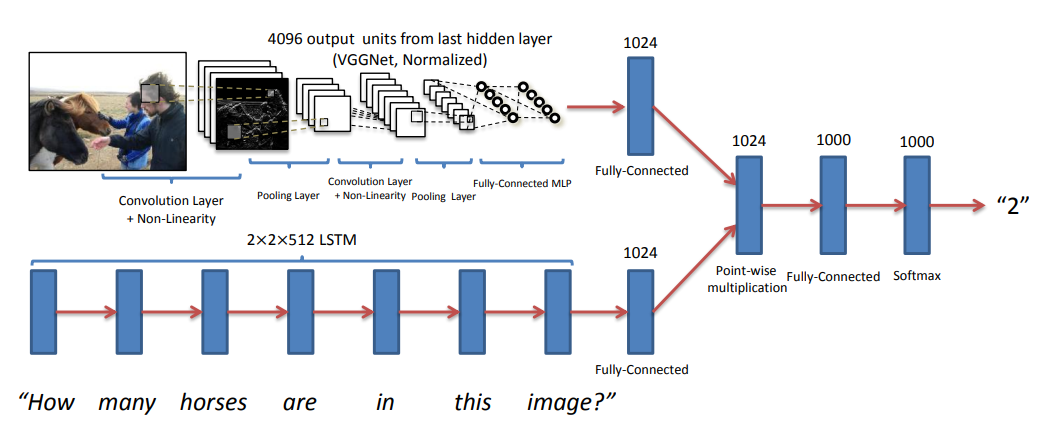 4096 output units from last hidden layer
(VGGNet, Normalized)
1024
Convolution Layer
+ Non-Linearity
Pooling Layer
Convolution Layer
+ Non-Linearity
Pooling Layer
Fully-Connected MLP
Fully-Connected
2×2×512 LSTM
1024
Fully-Connected
1024
Point-wise
multiplication
1000
Fully-Connected
1000
Softmax
“2”
“How many horses are in this image?”